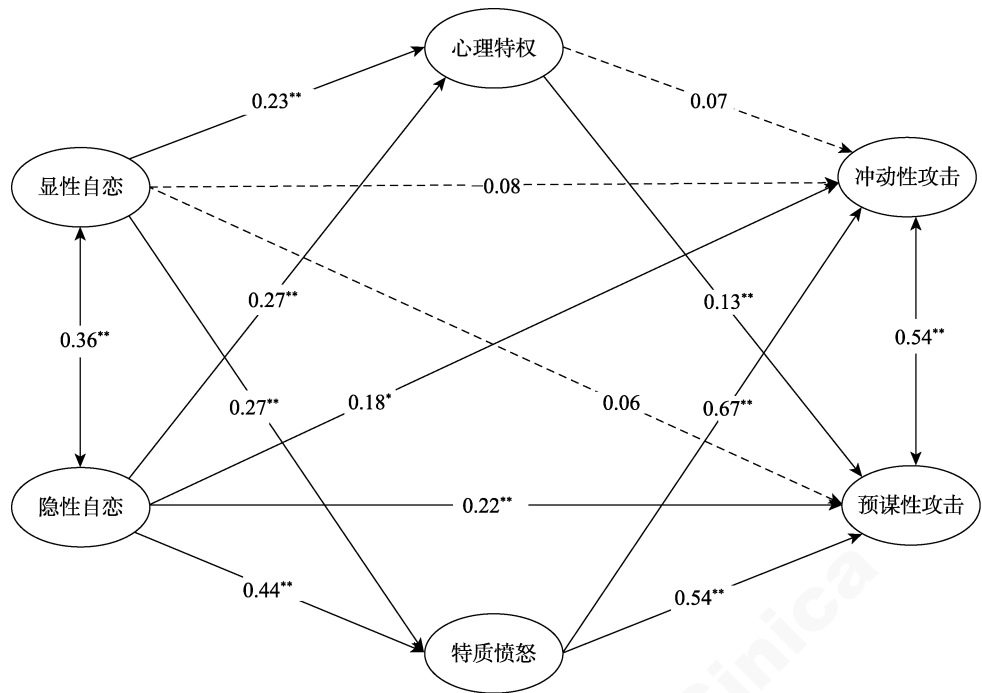 心理特权
0.23**
0.07
显性自恋
0.08
冲动性攻击
0.27**
0.13**
0.36**
0.54**
0.18*
0.06
0.27**
0.67**
隐性自恋
0.22**
预谋性攻击
0.44**
0.54**
特质愤怒
Sinica